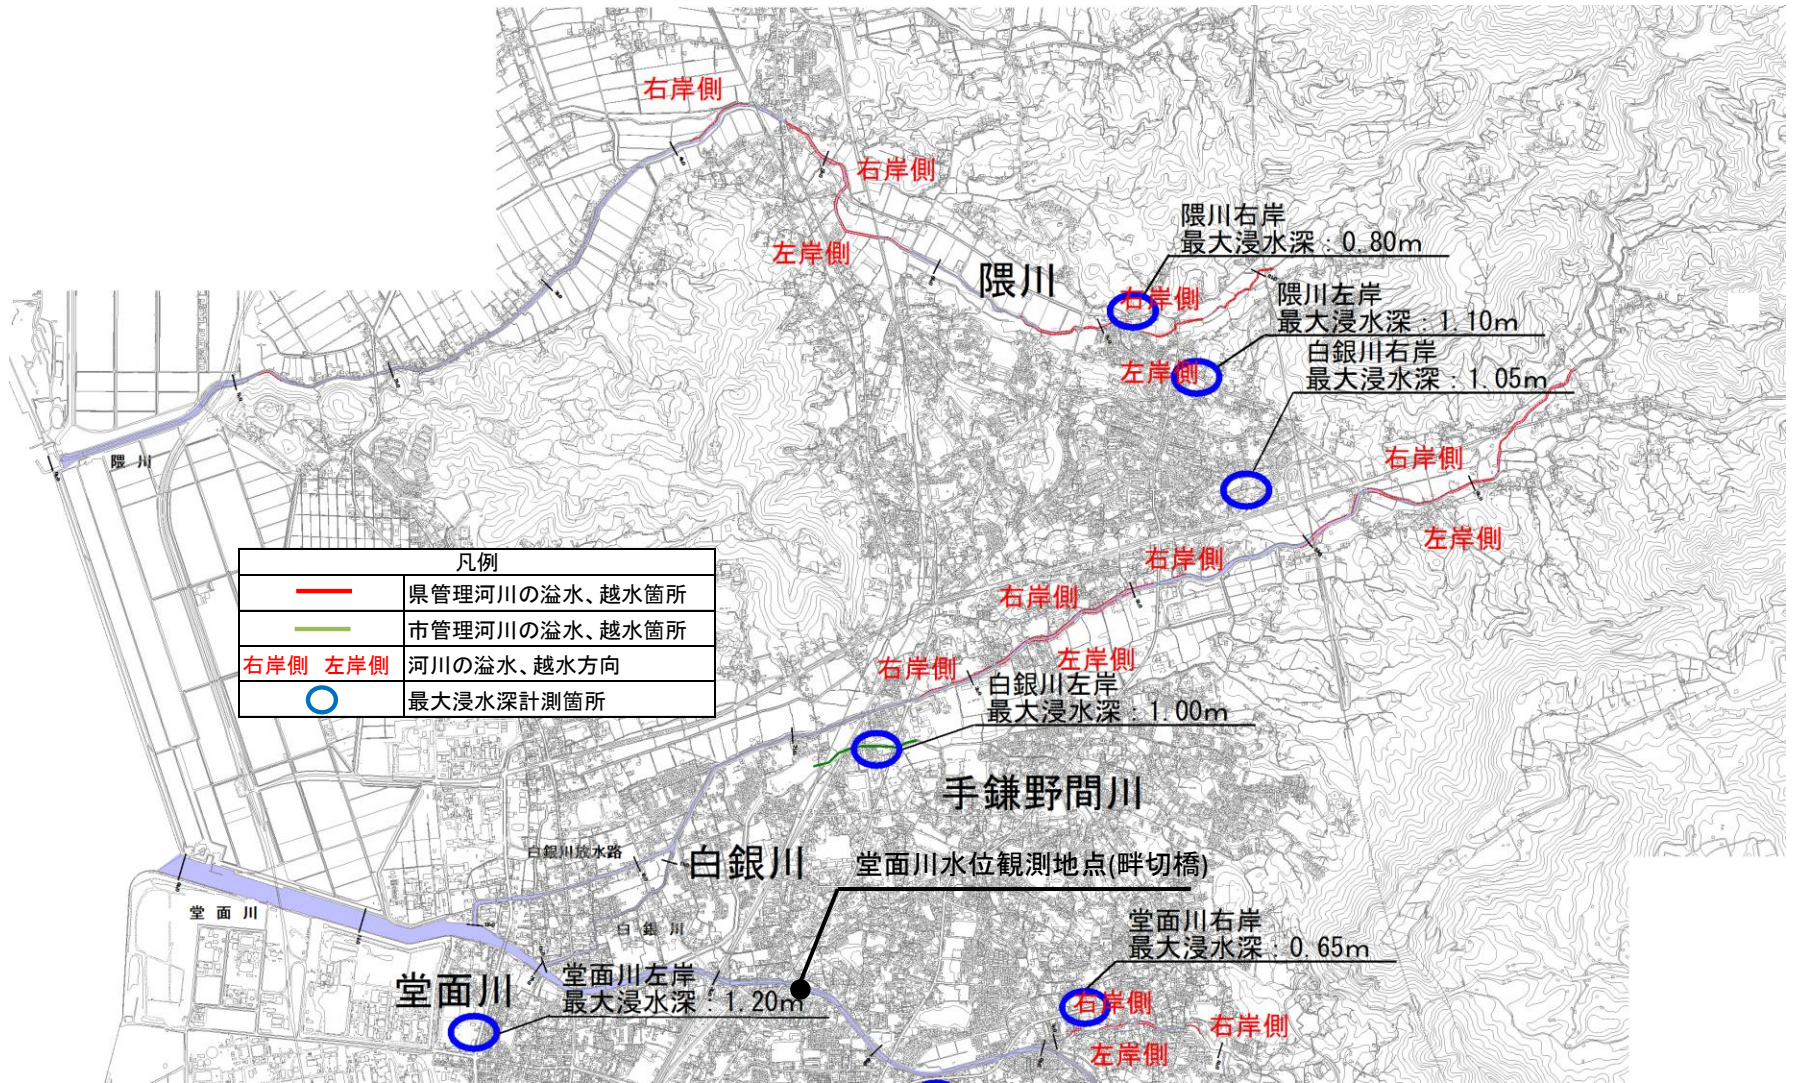 右岸側
右岸側
左岸側
隈川右岸
最大浸水深：0.80m
隈川
右岸側
隈川左岸
最大浸水深：1.10m
白銀川右岸
最大浸水深：1.05m
左岸側
隈 川
右岸側
左岸側
右岸側
右岸側
左岸側
右岸側
凡例
県管理河川の溢水、越水箇所
市管理河川の溢水、越水箇所
右岸側 左岸側 河川の溢水、越水方向
最大浸水深計測箇所
白銀川左岸
最大浸水深：1.00m
手鎌野間川
白銀川放水路
白銀川
堂面川水位観測地点(畔切橋)
堂 面 川
白 銀 川
堂面川右岸
最大浸水深：0.65m
堂面川
堂面川左岸
最大浸水深：1.20m
右岸側
右岸側
左岸側